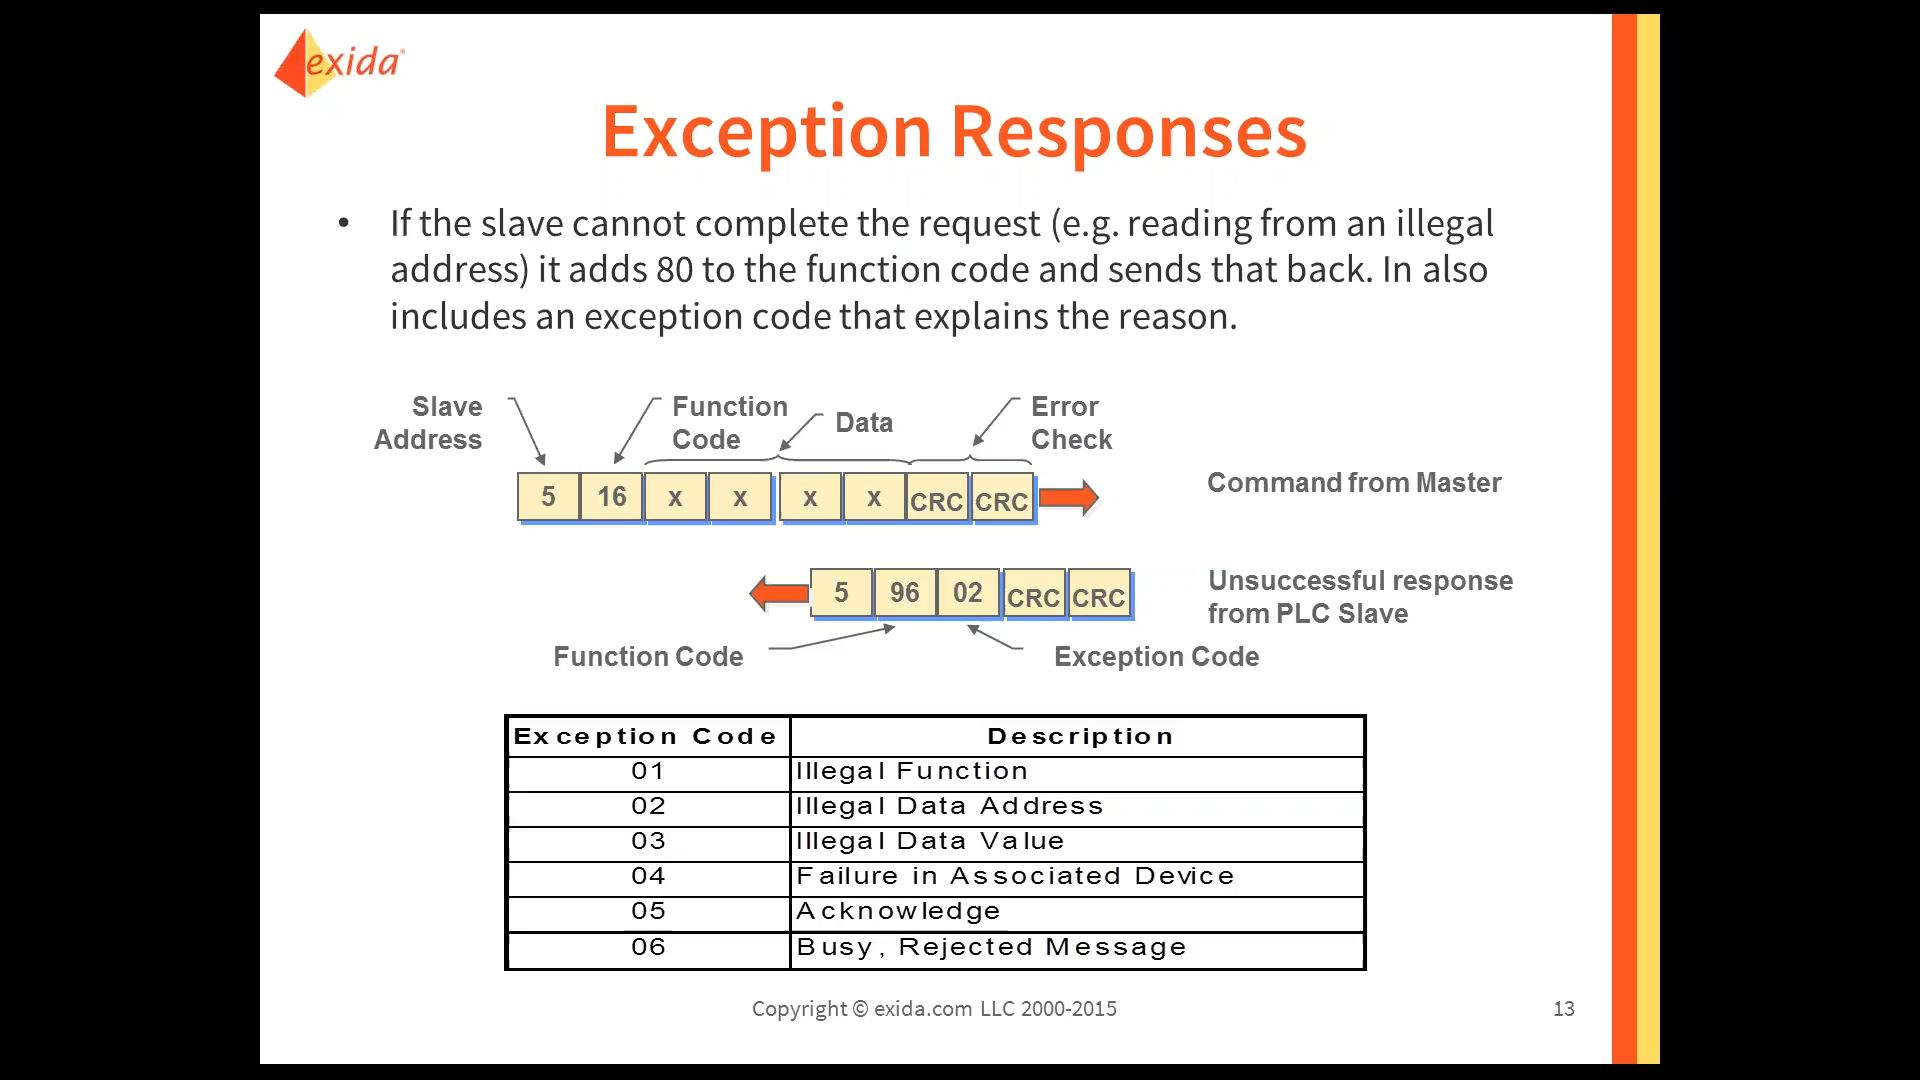 exida
Exception Responses
• If the slave cannot complete the request (e.g. reading from an illegal
address) it adds 80 to the function code and sends that back. In also
includes an exception code that explains the reason.
Slave
Address
Function
Code
Data
Error
Check
5 16 x x x x CRC CRC
Command from Master
5 96 02 CRC CRC
Unsuccessful response
from PLC Slave
Function Code
Exception Code
Exception Code Description
01 Illegal Function
02 Illegal Data Address
03 Illegal Data Value
04 Failure in Associated Device
05 Acknowledge
06 Busy, Rejected Message
Copyright © exida.com LLC 2000-2015
13